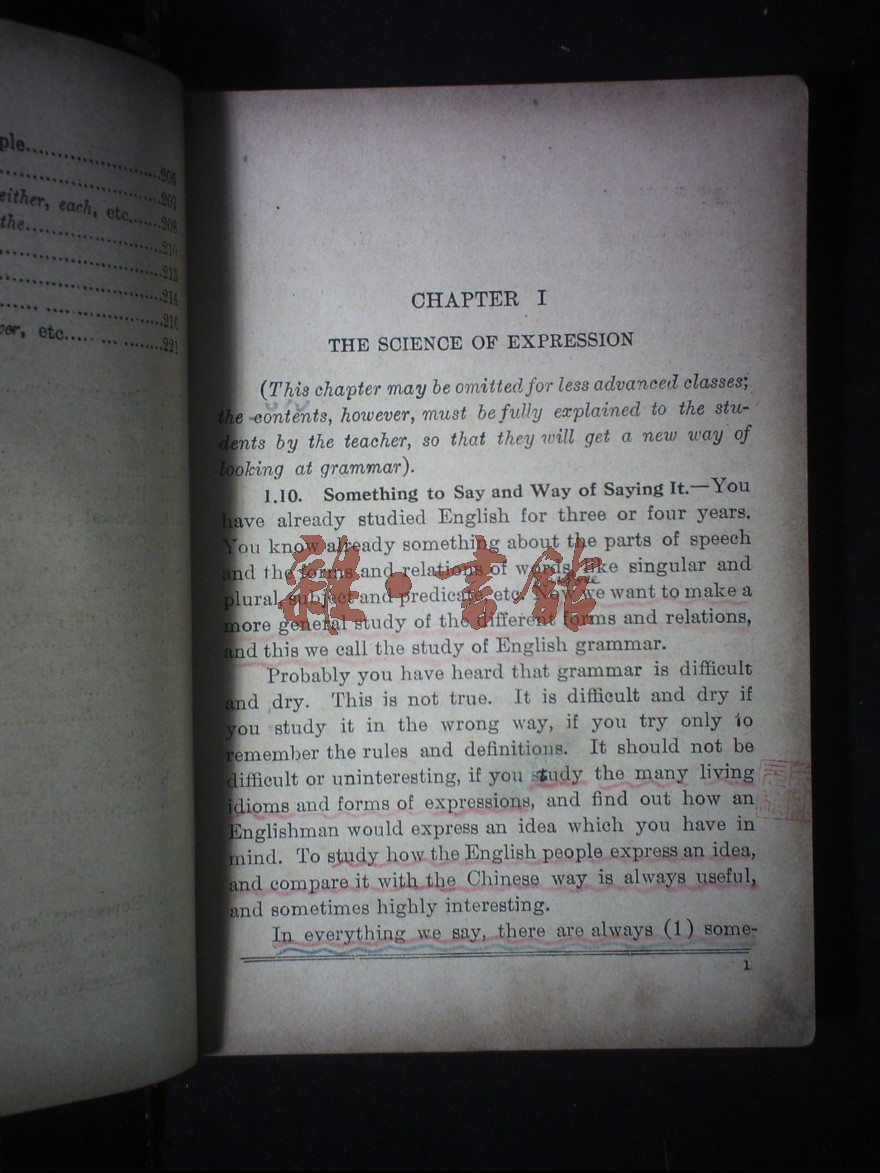 ple..............................206
..............................207
either, each, etc.......208
the..............................210
..............................213
..............................214
..............................216
etc..............................221
CHAPTER I
THE SCIENCE OF EXPRESSION
(This chapter may be omitted for less advanced classes;
the contents, however, must be fully explained to the stu-
dents by the teacher, so that they will get a new way of
looking at grammar).
1.10. Something to Say and Way of Saying It.—You
have already studied English for three or four years.
You know already something about the parts of speech
and the forms and relations of words, like singular and
plural, subject and predicate, etc. Now we want to make a
more general study of the different forms and relations,
and this we call the study of English grammar.
Probably you have heard that grammar is difficult
and dry. This is not true. It is difficult and dry if
you study it in the wrong way, if you try only to
remember the rules and definitions. It should not be
difficult or uninteresting, if you study the many living
idioms and forms of expressions, and find out how an
Englishman would express an idea which you have in
mind. To study how the English people express an idea,
and compare it with the Chinese way is always useful,
and sometimes highly interesting.
In everything we say, there are always (1) some-
1
雜·書館